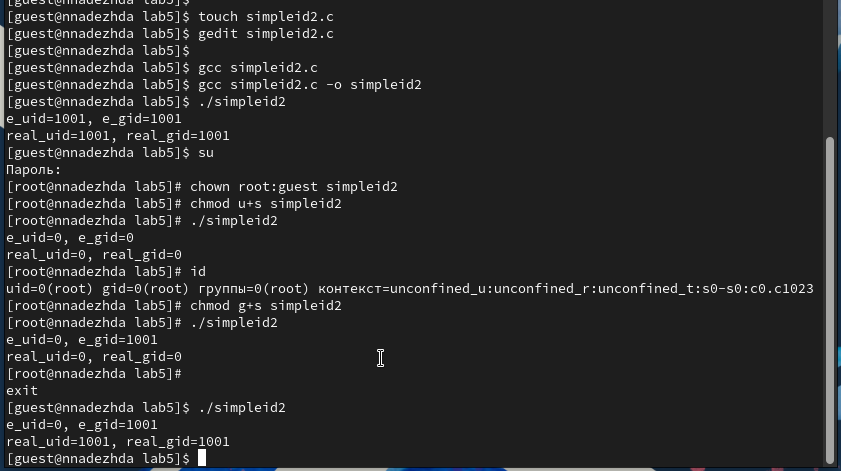 [guest@nnadezhda lab5]$
[guest@nnadezhda lab5]$ touch simpleid2.c
[guest@nnadezhda lab5]$ gedit simpleid2.c
[guest@nnadezhda lab5]$
[guest@nnadezhda lab5]$ gcc simpleid2.c
[guest@nnadezhda lab5]$ gcc simpleid2.c -o simpleid2
[guest@nnadezhda lab5]$ ./simpleid2
e_uid=1001, e_gid=1001
real_uid=1001, real_gid=1001
[guest@nnadezhda lab5]$ su
Пароль:
[root@nnadezhda lab5]# chown root:guest simpleid2
[root@nnadezhda lab5]# chmod u+s simpleid2
[root@nnadezhda lab5]# ./simpleid2
e_uid=0, e_gid=0
real_uid=0, real_gid=0
[root@nnadezhda lab5]# id
uid=0(root) gid=0(root) группы=0(root) контекст=unconfined_u:unconfined_r:unconfined_t:s0-s0:c0.c1023
[root@nnadezhda lab5]# chmod g+s simpleid2
[root@nnadezhda lab5]# ./simpleid2
e_uid=0, e_gid=1001
real_uid=0, real_gid=0
[root@nnadezhda lab5]#
exit
[guest@nnadezhda lab5]$ ./simpleid2
e_uid=0, e_gid=1001
real_uid=1001, real_gid=1001
[guest@nnadezhda lab5]$